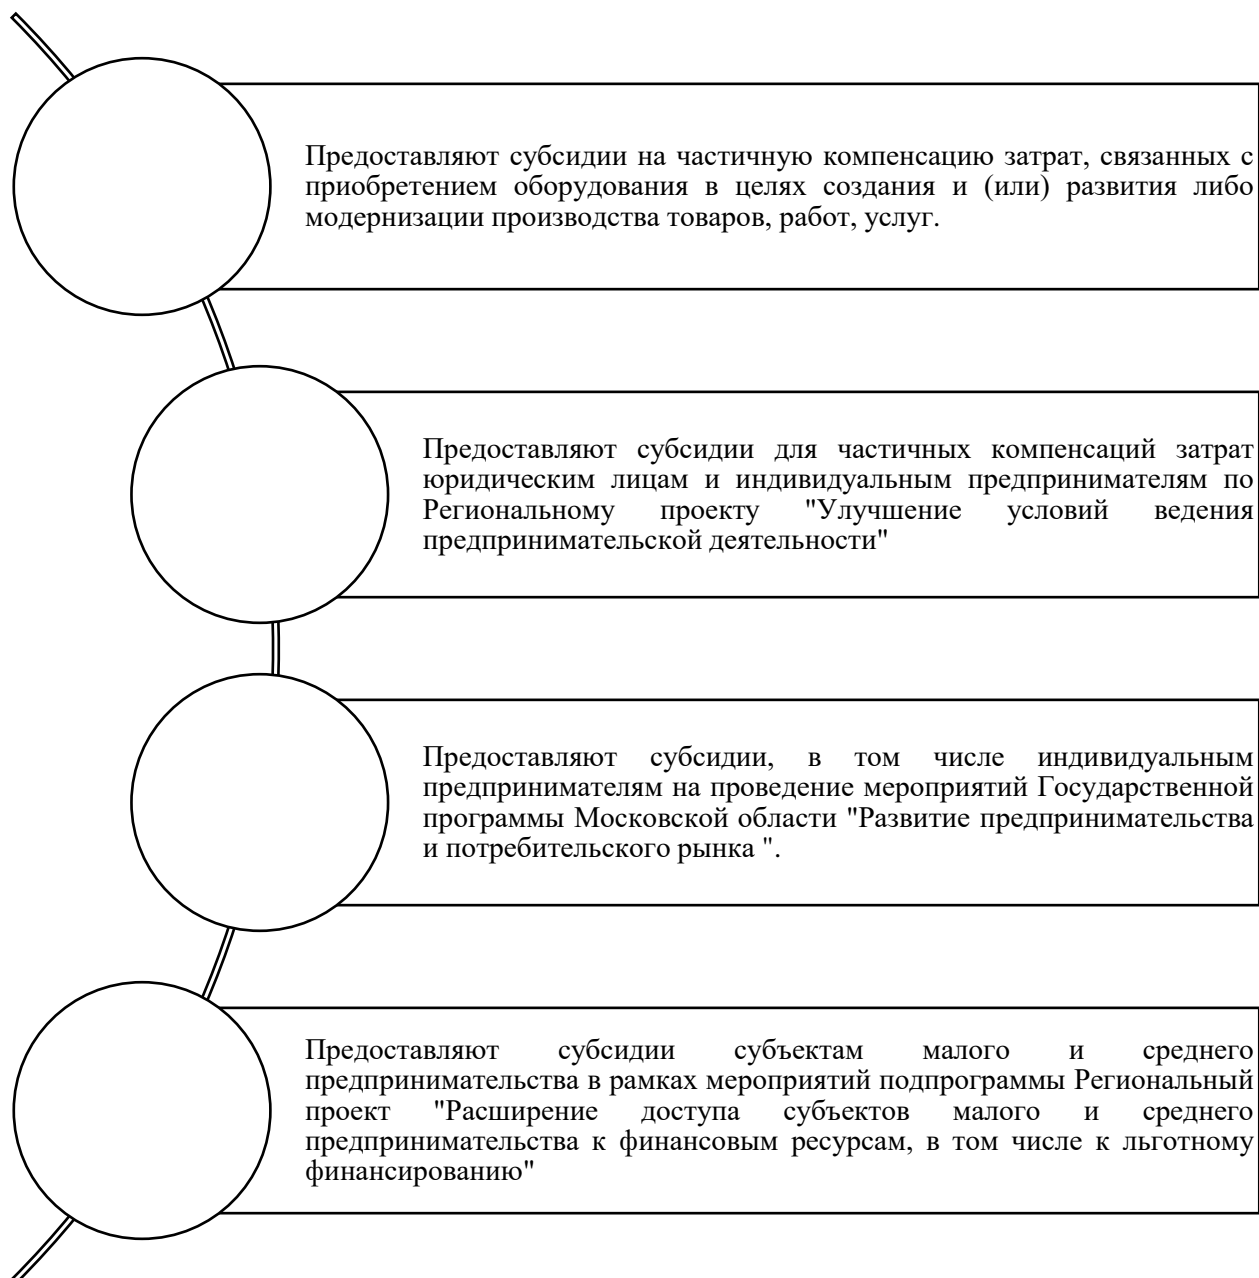 Предоставляют субсидии на частичную компенсацию затрат, связанных с
приобретением оборудования в целях создания и (или) развития либо
модернизации производства товаров, работ, услуг.
Предоставляют субсидии для частичных компенсаций затрат
юридическим лицам и индивидуальным предпринимателям по
Региональному проекту "Улучшение условий ведения
предпринимательской деятельности"
Предоставляют субсидии, в том числе индивидуальным
предпринимателям на проведение мероприятий Государственной
программы Московской области "Развитие предпринимательства
и потребительского рынка ".
Предоставляют субсидии субъектам малого и среднего
предпринимательства в рамках мероприятий подпрограммы Региональный
проект "Расширение доступа субъектов малого и среднего
предпринимательства к финансовым ресурсам, в том числе к льготному
финансированию"